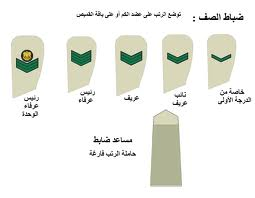 ضباط الصف :
توضع الرتب على عضد الكم أو على ياقة القميص
خاصة من
الدرجة الأولى
نائب
عريف
عريف
رئيس
عرفاء
رئيس
عرفاء
الوحدة
مساعد ضابط
حاملة الرتب فارغة